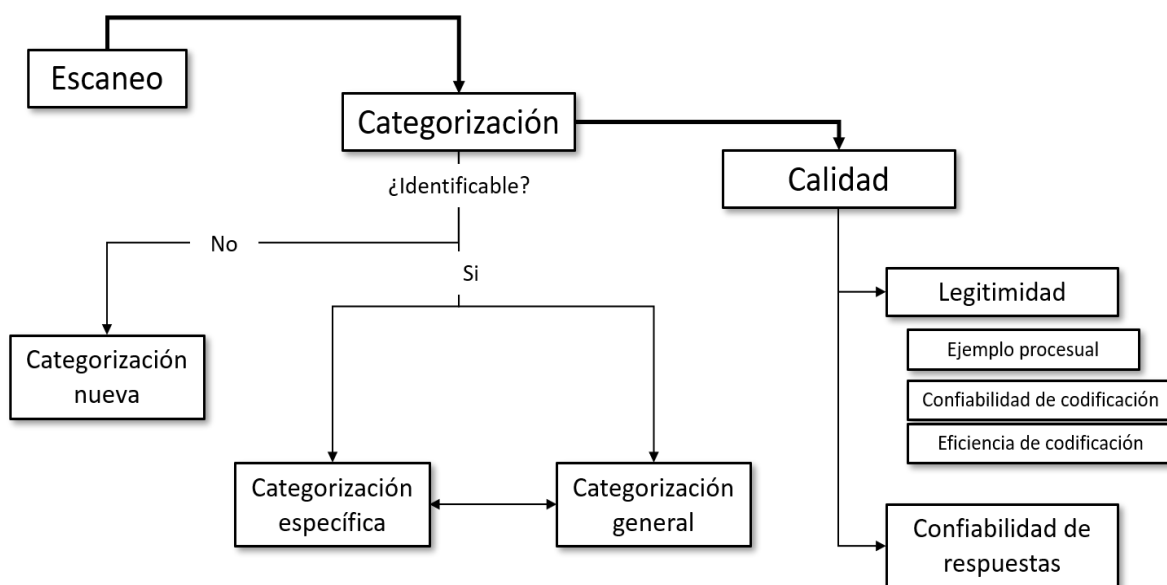 Escaneo
Categorización
¿Identificable?
Calidad
No
Si
Legitimidad
Ejemplo procesual
Categorización
nueva
Confiabilidad de codificación
Eficiencia de codificación
Categorización
específica
Categorización
general
Confiabilidad de
respuestas